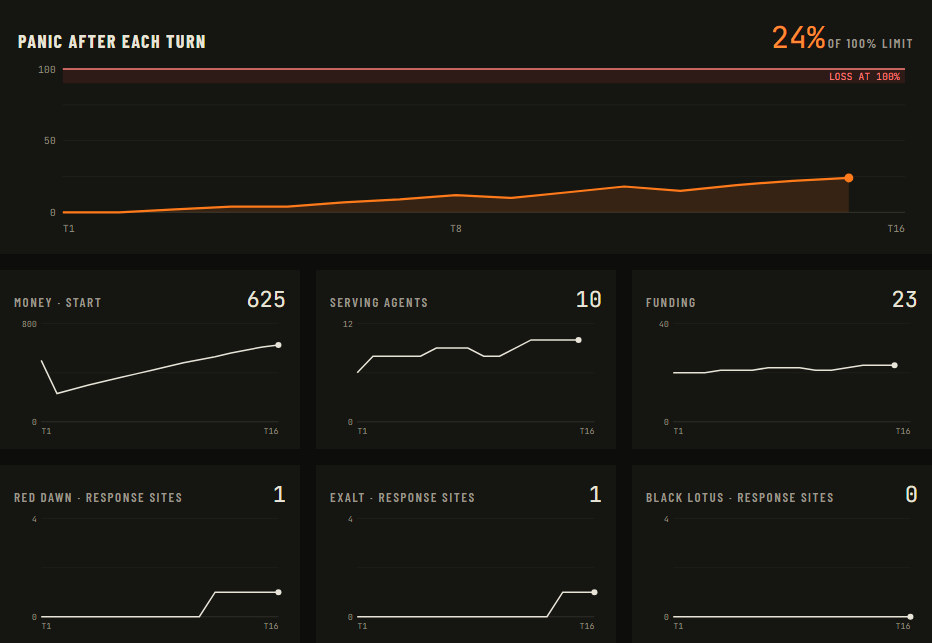 PANIC AFTER EACH TURN
24% OF 100% LIMIT
100
LOSS AT 100%
50
0
T1 T8 T16
MONEY · START 625
800
0
T1 T16
SERVING AGENTS 10
12
0
T1 T16
FUNDING 23
40
0
T1 T16
RED DAWN · RESPONSE SITES 1
4
0
T1 T16
EXALT · RESPONSE SITES 1
4
0
T1 T16
BLACK LOTUS · RESPONSE SITES 0
4
0
T1 T16